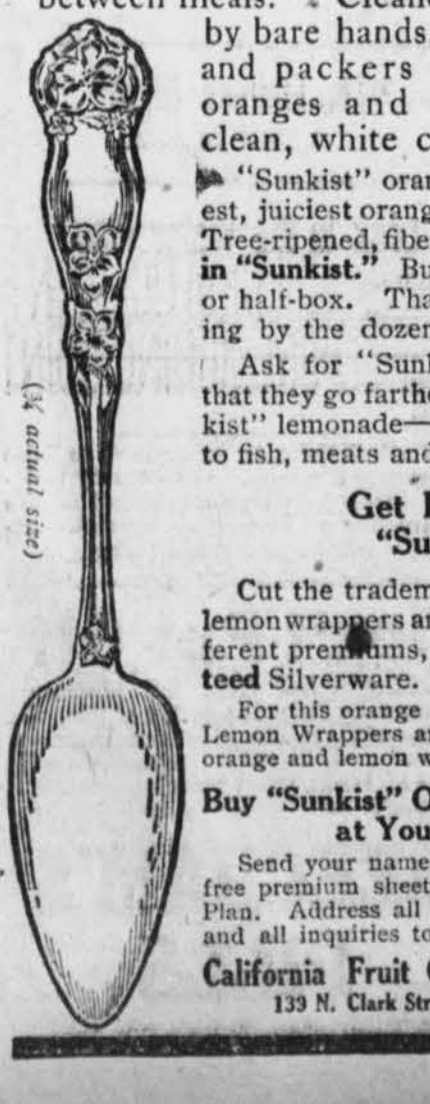 between meals. Cleane
by bare hands,
and packers
oranges and
clean, white c
"Sunkist" oran
est, juiciest orang
Tree-ripened, fibe
in "Sunkist." Bu
or half-box. Tha
ing by the dozen
Ask for "Sunk
that they go farthe
kist" lemonade—
to fish, meats and
(¾ actual size)
Get
"Su
Cut the tradem
lemon wrappers an
ferent premiums,
teed Silverware.
For this orange
Lemon Wrappers a
orange and lemon w
Buy "Sunkist" O
at You
Send your name
free premium sheet
Plan. Address all
and all inquiries to
California Fruit
139 N. Clark Str